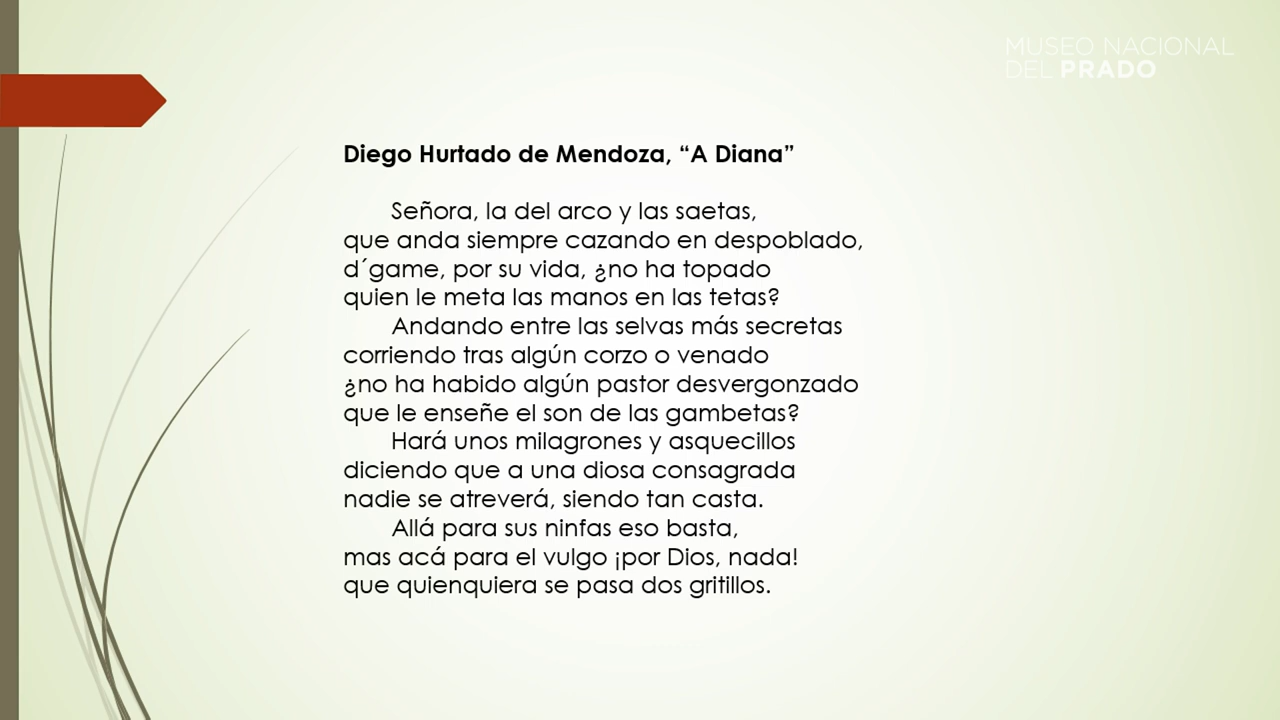 MUSEO NACIONAL
DEL PRADO
Diego Hurtado de Mendoza, “A Diana”
Señora, la del arco y las saetas,
que anda siempre cazando en despoblado,
d´game, por su vida, ¿no ha topado
quien le meta las manos en las tetas?
Andando entre las selvas más secretas
corriendo tras algún corzo o venado
¿no ha habido algún pastor desvergonzado
que le enseñe el son de las gambetas?
Hará unos milagrones y asquecillos
diciendo que a una diosa consagrada
nadie se atreverá, siendo tan casta.
Allá para sus ninfas eso basta,
mas acá para el vulgo ¡por Dios, nada!
que quienquiera se pasa dos gritillos.